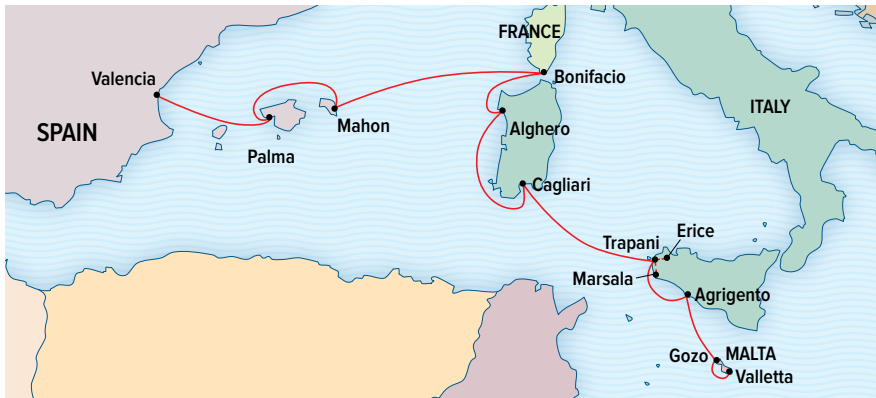 FRANCE
Valencia
Bonifacio
ITALY
Mahon
Alghero
SPAIN
Palma
Cagliari
Erice
Trapani
Marsala
Agrigento
Gozo
MALTA
Valletta